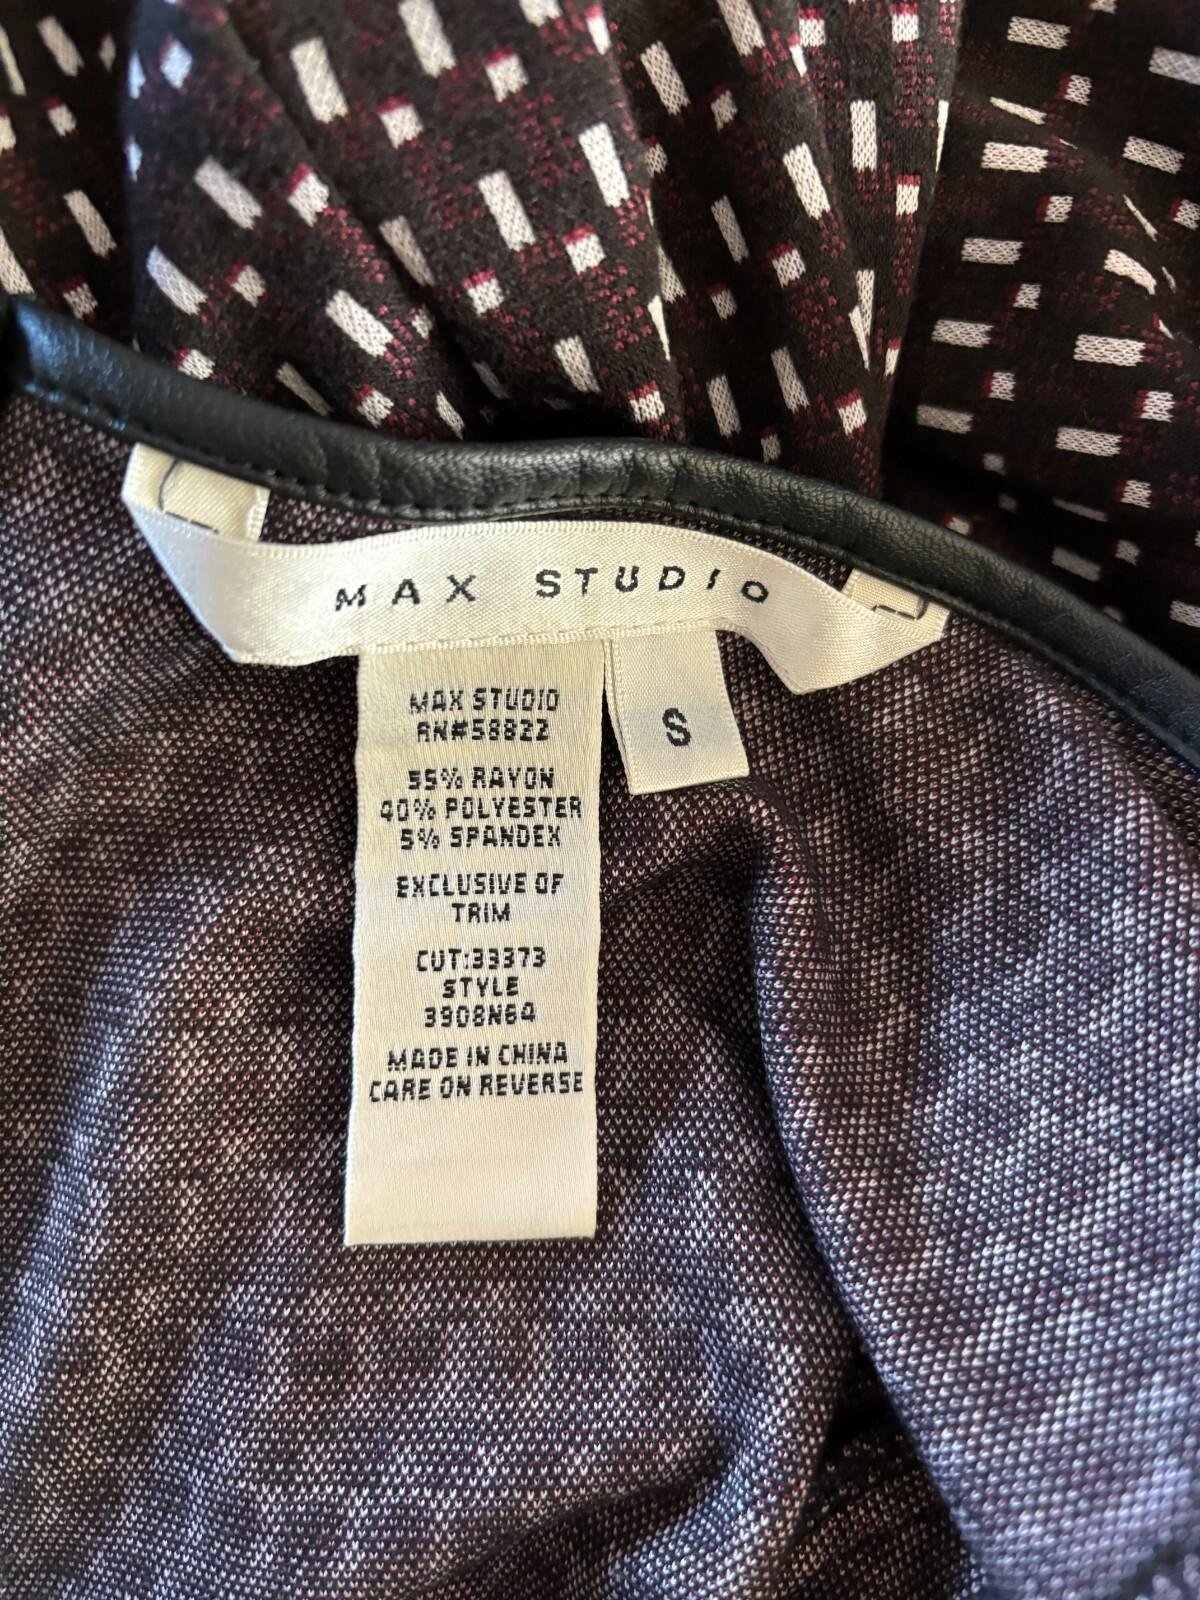 MAX STUDIO
S
MAX STUDIO
RN#58822
55% RAYON
40% POLYESTER
5% SPANDEX
EXCLUSIVE OF
TRIM
CUT:33373
STYLE
3908N64
MADE IN CHINA
CARE ON REVERSE